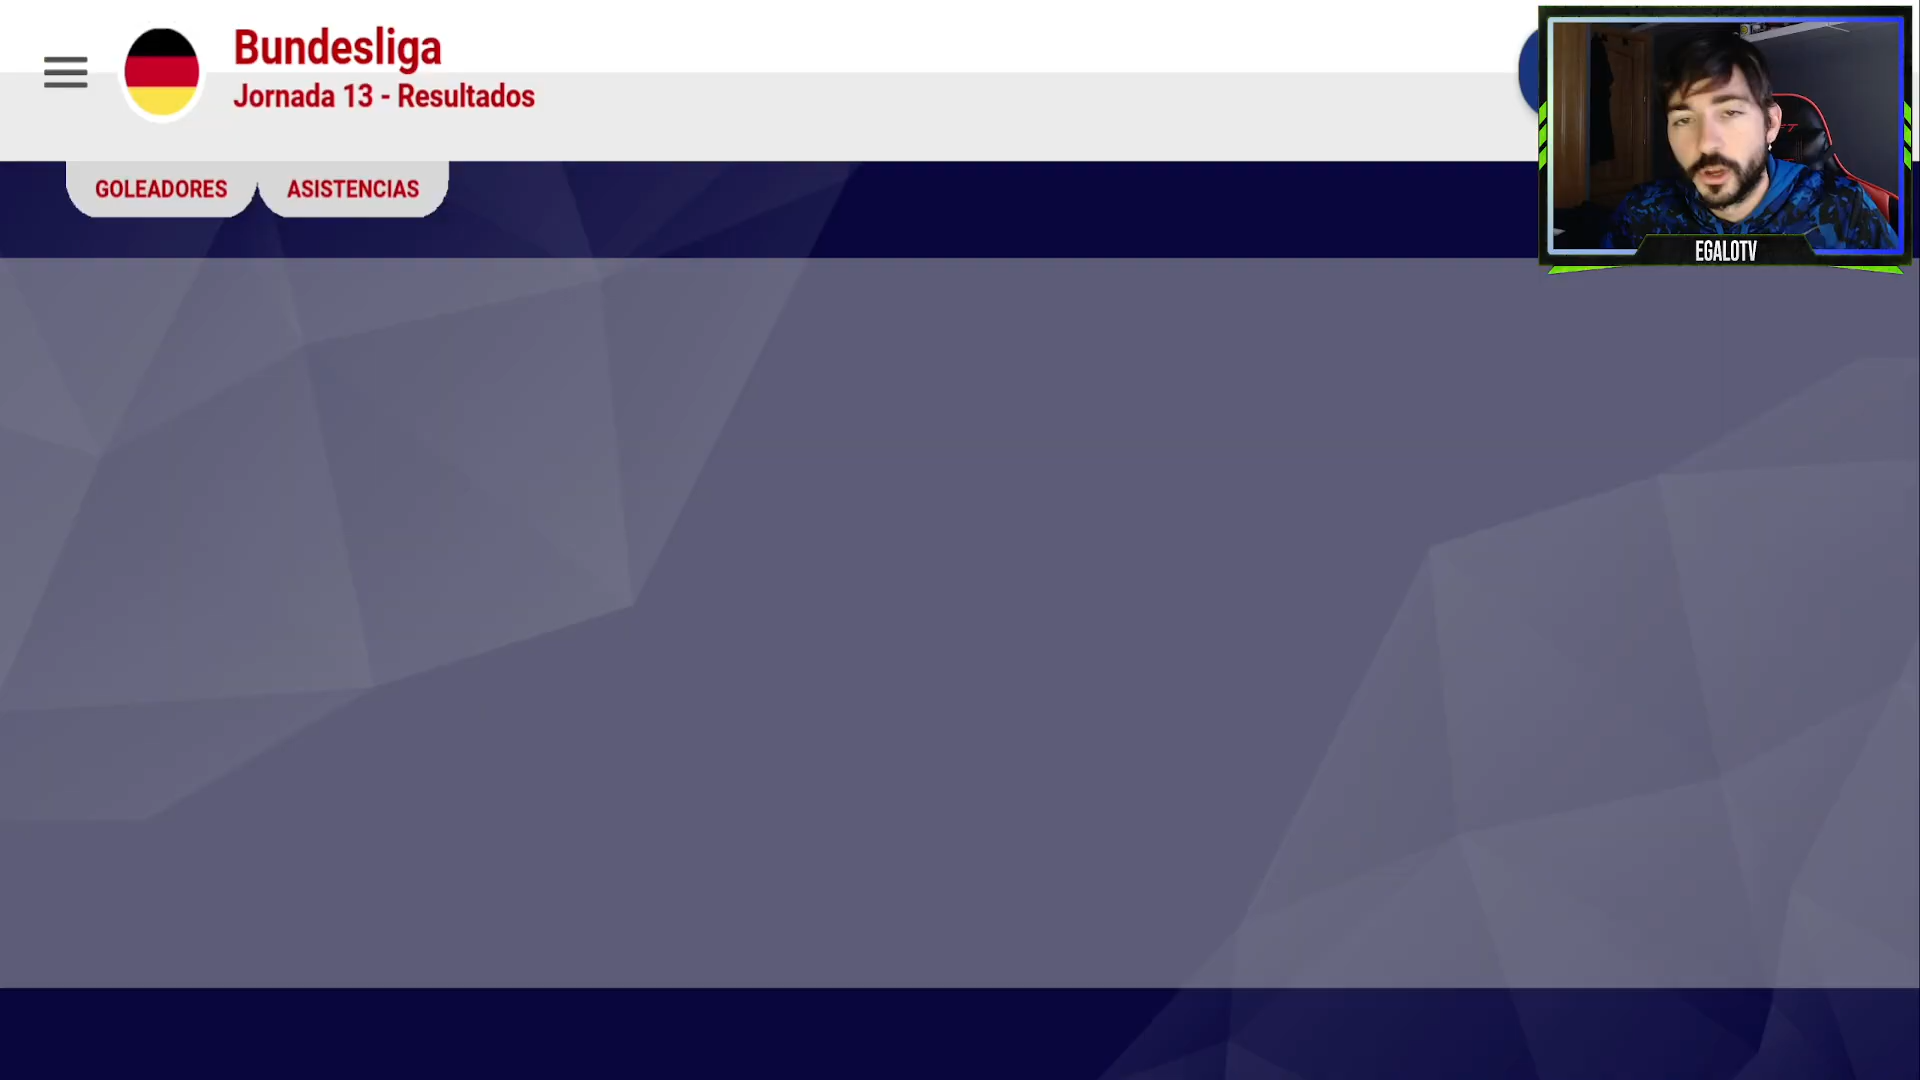 Bundesliga
Jornada 13 - Resultados
GOLEADORES
ASISTENCIAS
EGALOTV